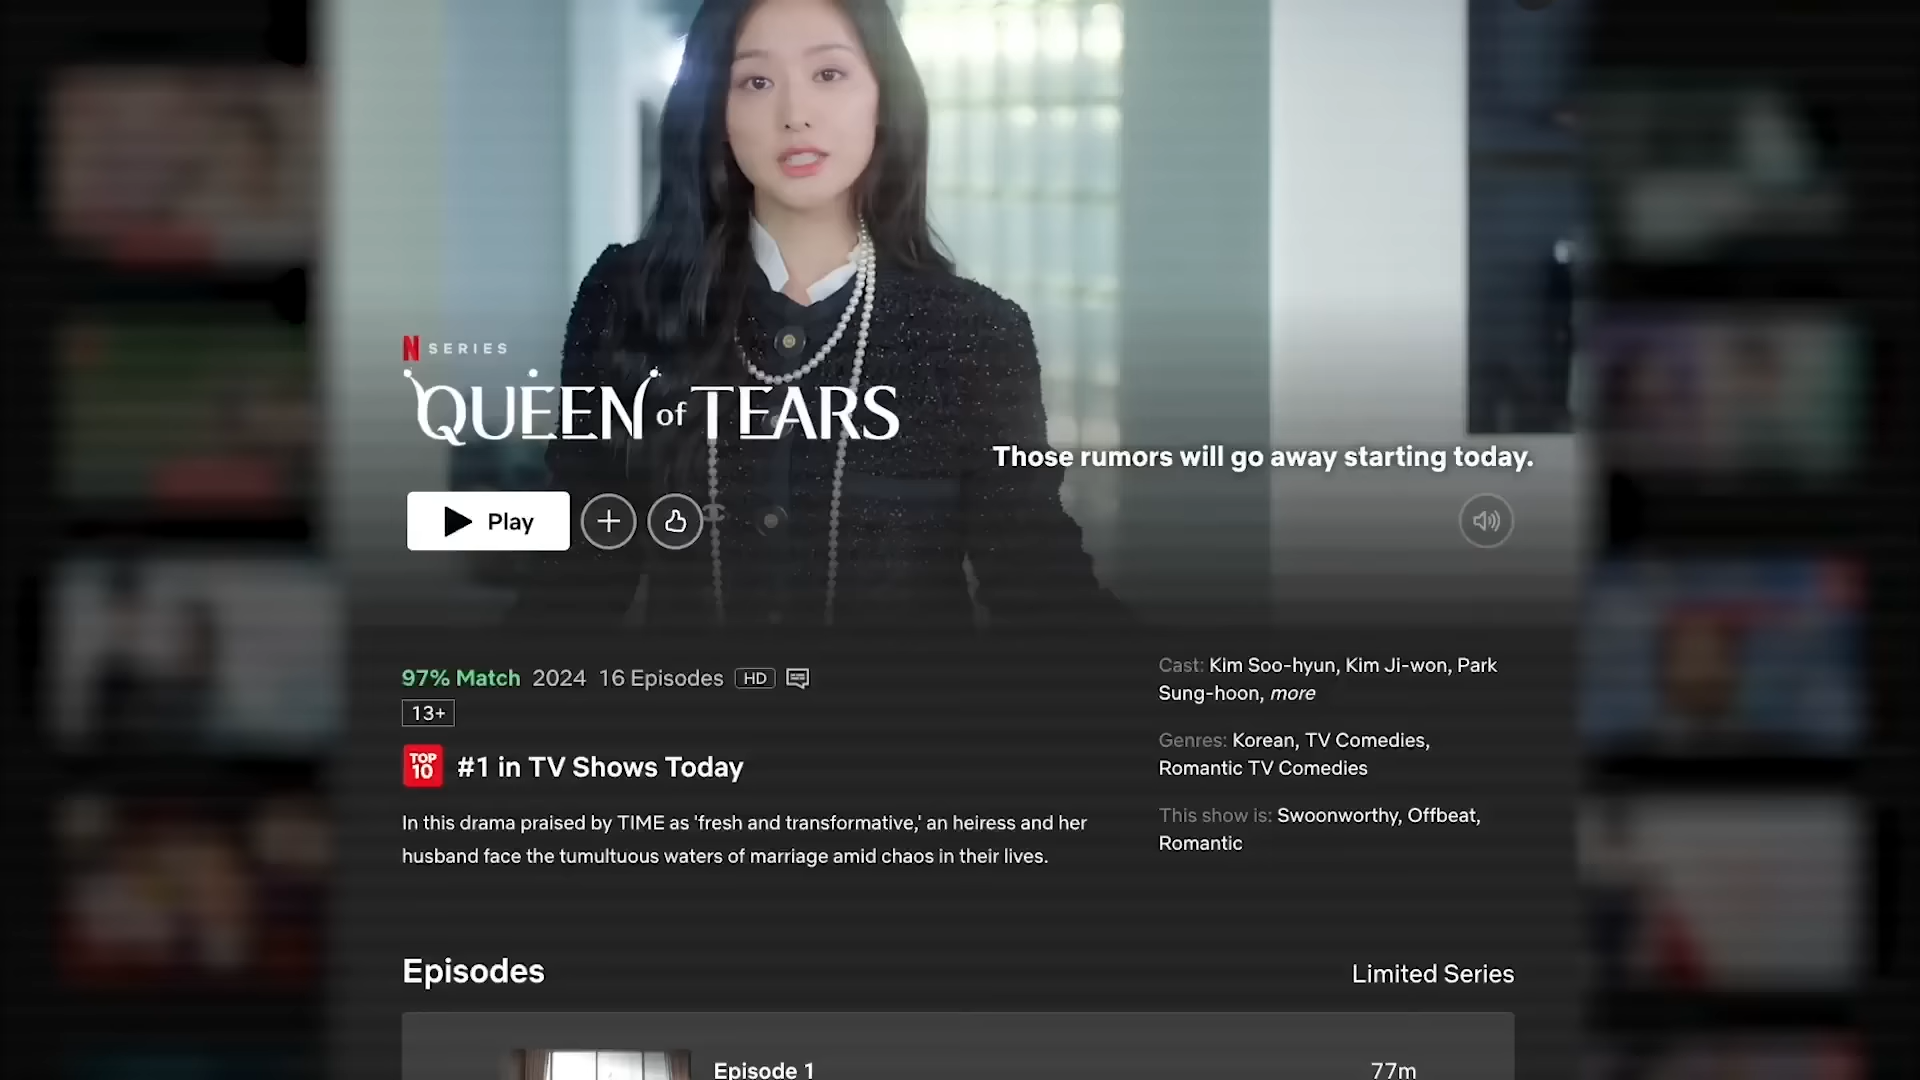 N SERIES
QUEEN of TEARS
Those rumors will go away starting today.
Play
97% Match 2024 16 Episodes HD
13+
TOP 10 #1 in TV Shows Today
In this drama praised by TIME as 'fresh and transformative,' an heiress and her
husband face the tumultuous waters of marriage amid chaos in their lives.
Cast: Kim Soo-hyun, Kim Ji-won, Park
Sung-hoon, more
Genres: Korean, TV Comedies,
Romantic TV Comedies
This show is: Swoonworthy, Offbeat,
Romantic
Episodes
Limited Series
Episode 1
77m